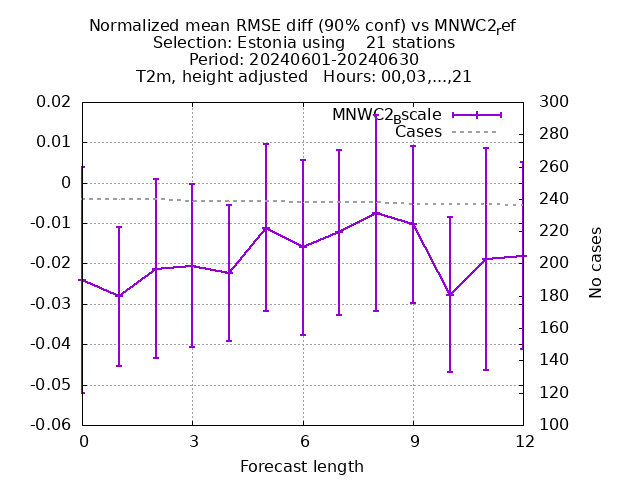 Normalized mean RMSE diff (90% conf) vs MNWC2ref
Selection: Estonia using 21 stations
Period: 20240601-20240630
T2m, height adjusted Hours: 00,03,...,21
MNWC2Bscale
Cases
0.02
0.01
0
-0.01
-0.02
-0.03
-0.04
-0.05
-0.06
300
280
260
240
220
200
180
160
140
120
100
No cases
0 3 6 9 12
Forecast length